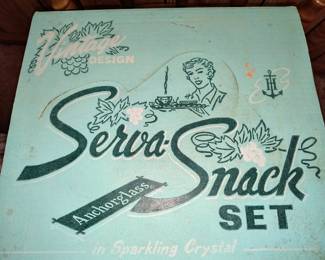 Vintage
DESIGN
Serva-Snack
Anchorglass
SET
in Sparkling Crystal